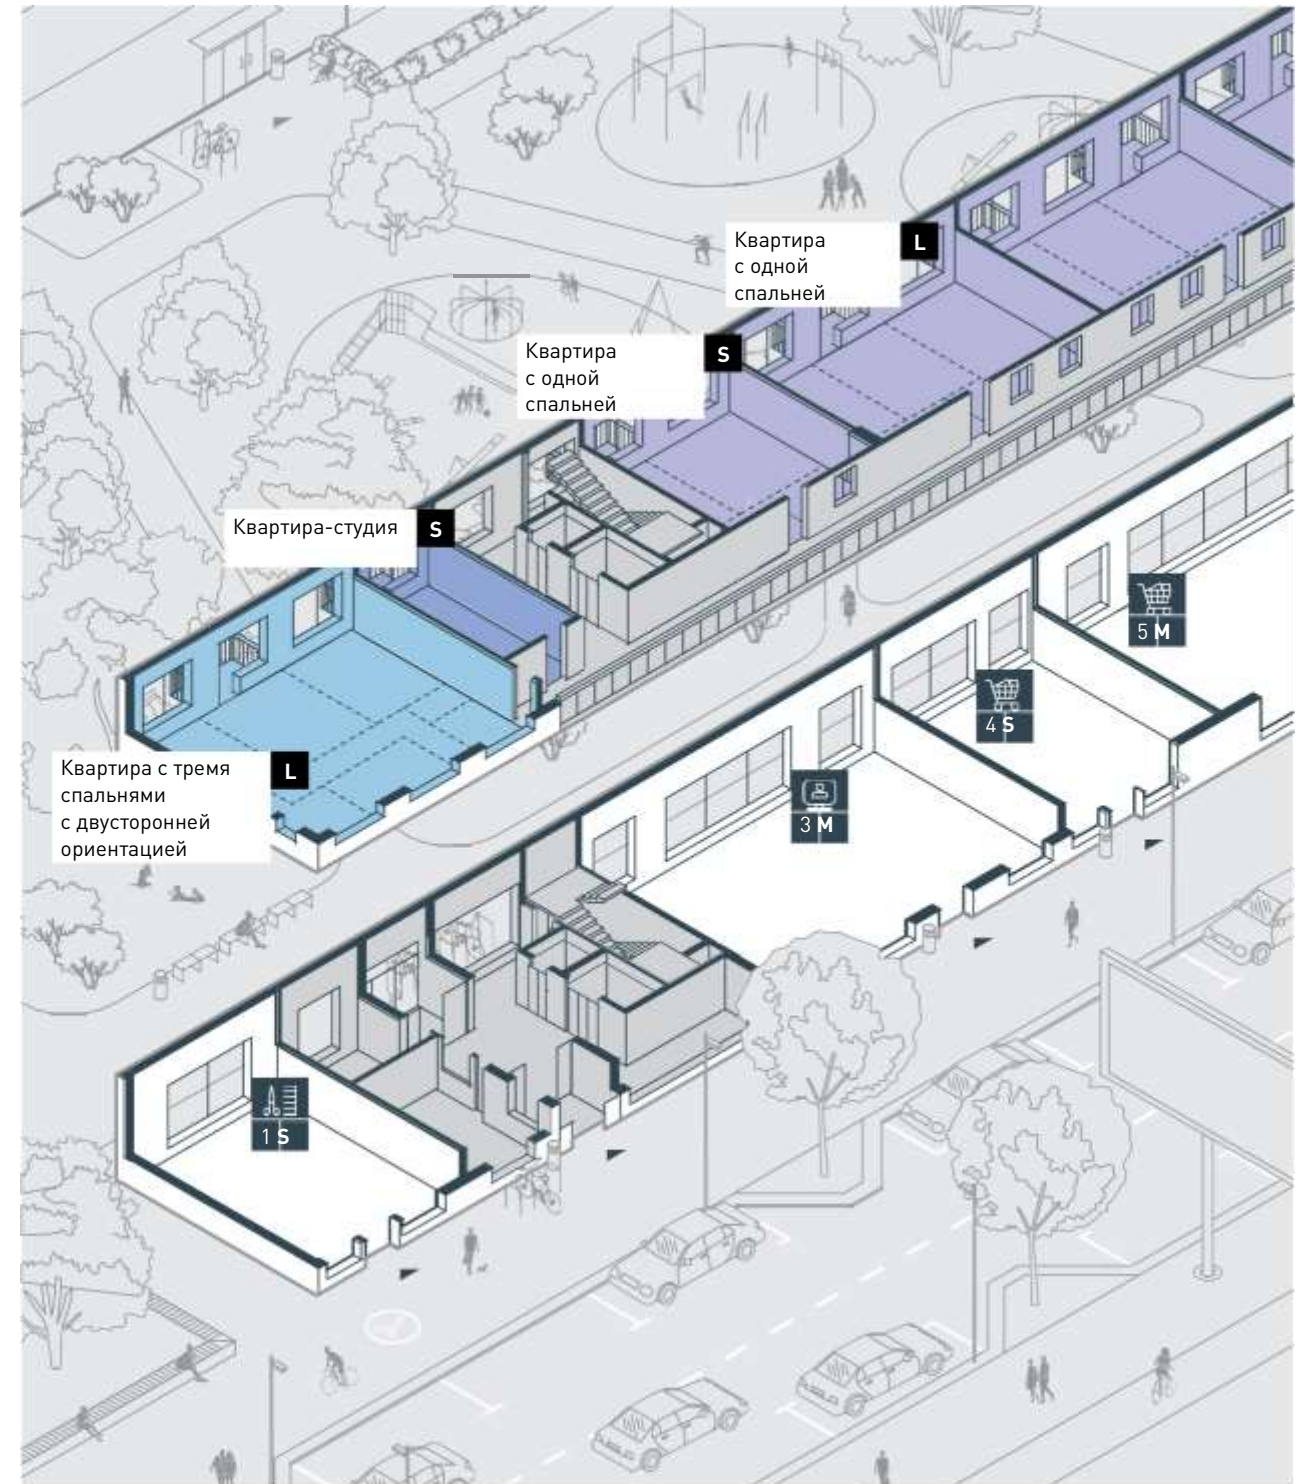 Квартира
с одной
спальней
L
Квартира
с одной
спальней
S
Квартира-студия
S
5 M
4 S
Квартира с тремя
спальнями
с двусторонней
ориентацией
L
3 M
1 S